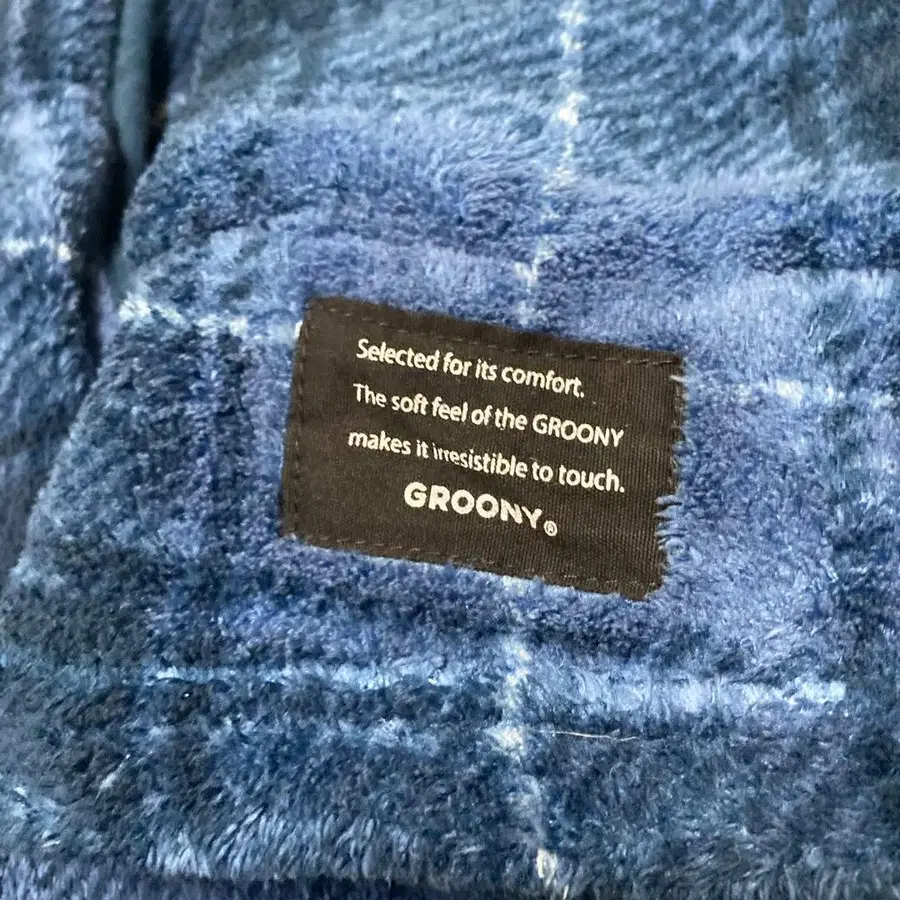 Selected for its comfort.
The soft feel of the GROONY
makes it irresistible to touch.
GROONY®